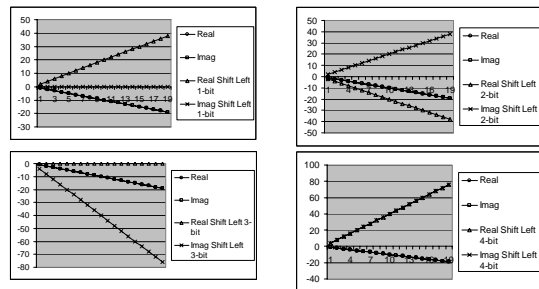 50
40
30
20
10
0
-10
-20
-30
1 3 5 7 9 11 13 15 17 19
Real
Imag
Real Shift Left
1-bit
Imag Shift Left
1-bit
50
40
30
20
10
0
-10
-20
-30
-40
-50
1 4 7 10 13 16 19
Real
Imag
Real Shift Left
2-bit
Imag Shift Left
2-bit
0
-10
-20
-30
-40
-50
-60
-70
-80
Real
Imag
Real Shift Left 3-
bit
Imag Shift Left
3-bit
100
80
60
40
20
0
-20
-40
1 4 7 10 13 16 19
Real
Imag
Real Shift Left
4-bit
Imag Shift Left
4-bit